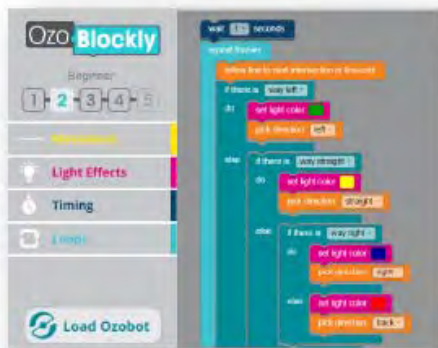 Ozo Blockly
Beginner
1 2 3 4 5
Movement
Light Effects
Timing
Loops
Load Ozobot
wait 1 seconds
repeat forever
follow line to next intersection or line end
if there is way left
do set light color
pick direction left
else if there is way straight
do set light color
pick direction straight
else if there is way right
do set light color
pick direction right
else set light color
pick direction back